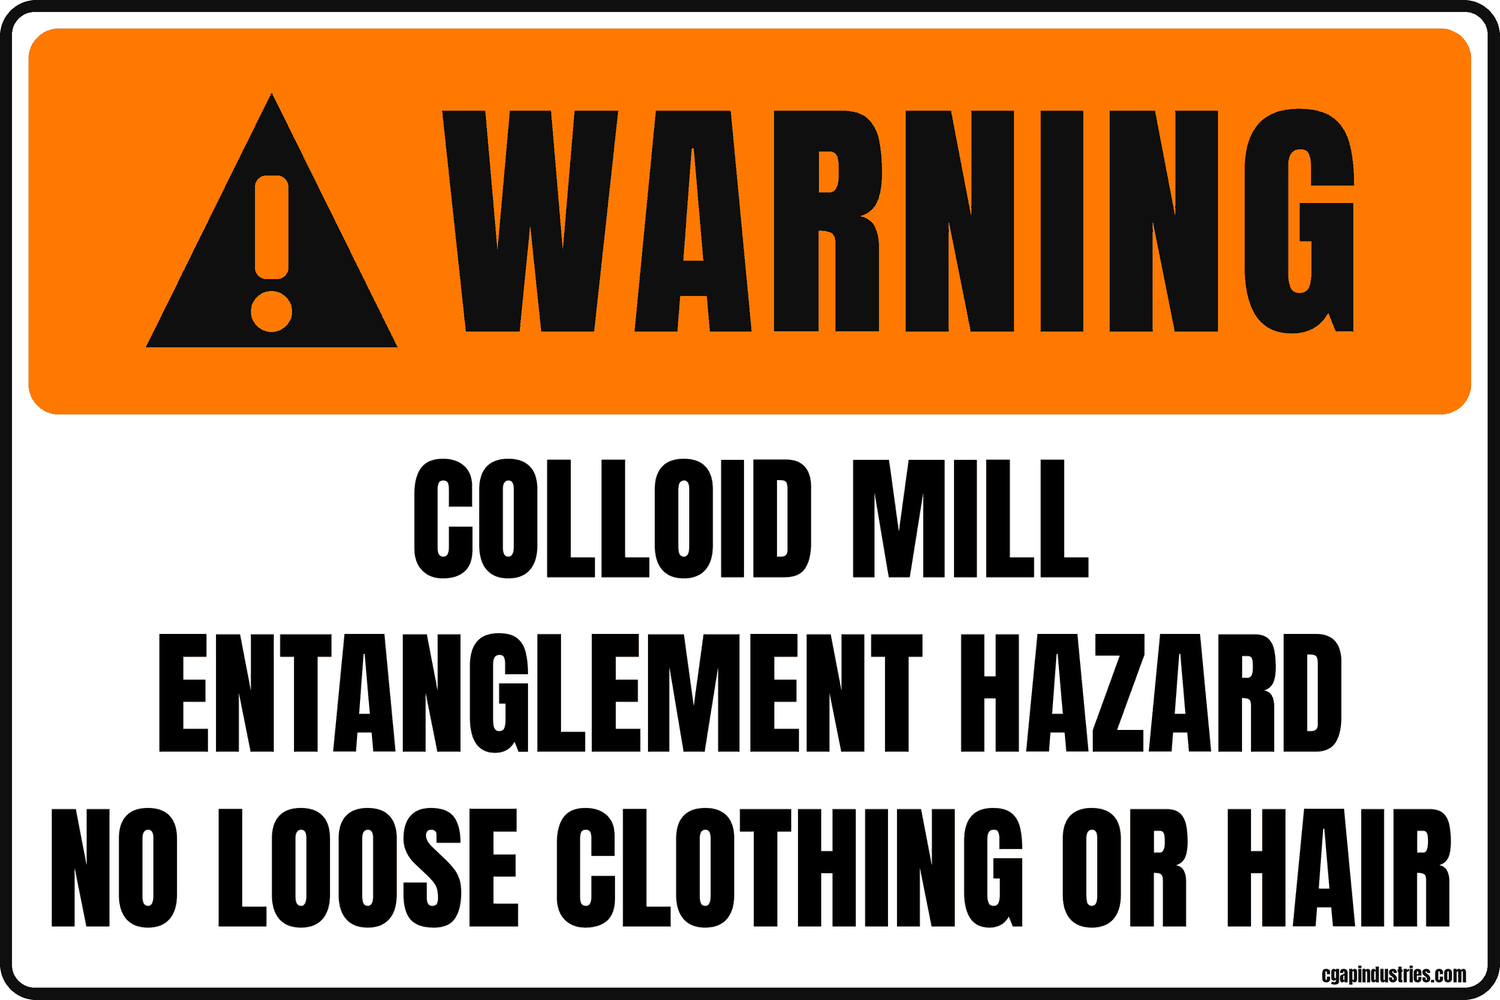 WARNING
COLLOID MILL
ENTANGLEMENT HAZARD
NO LOOSE CLOTHING OR HAIR
cgapindustries.com